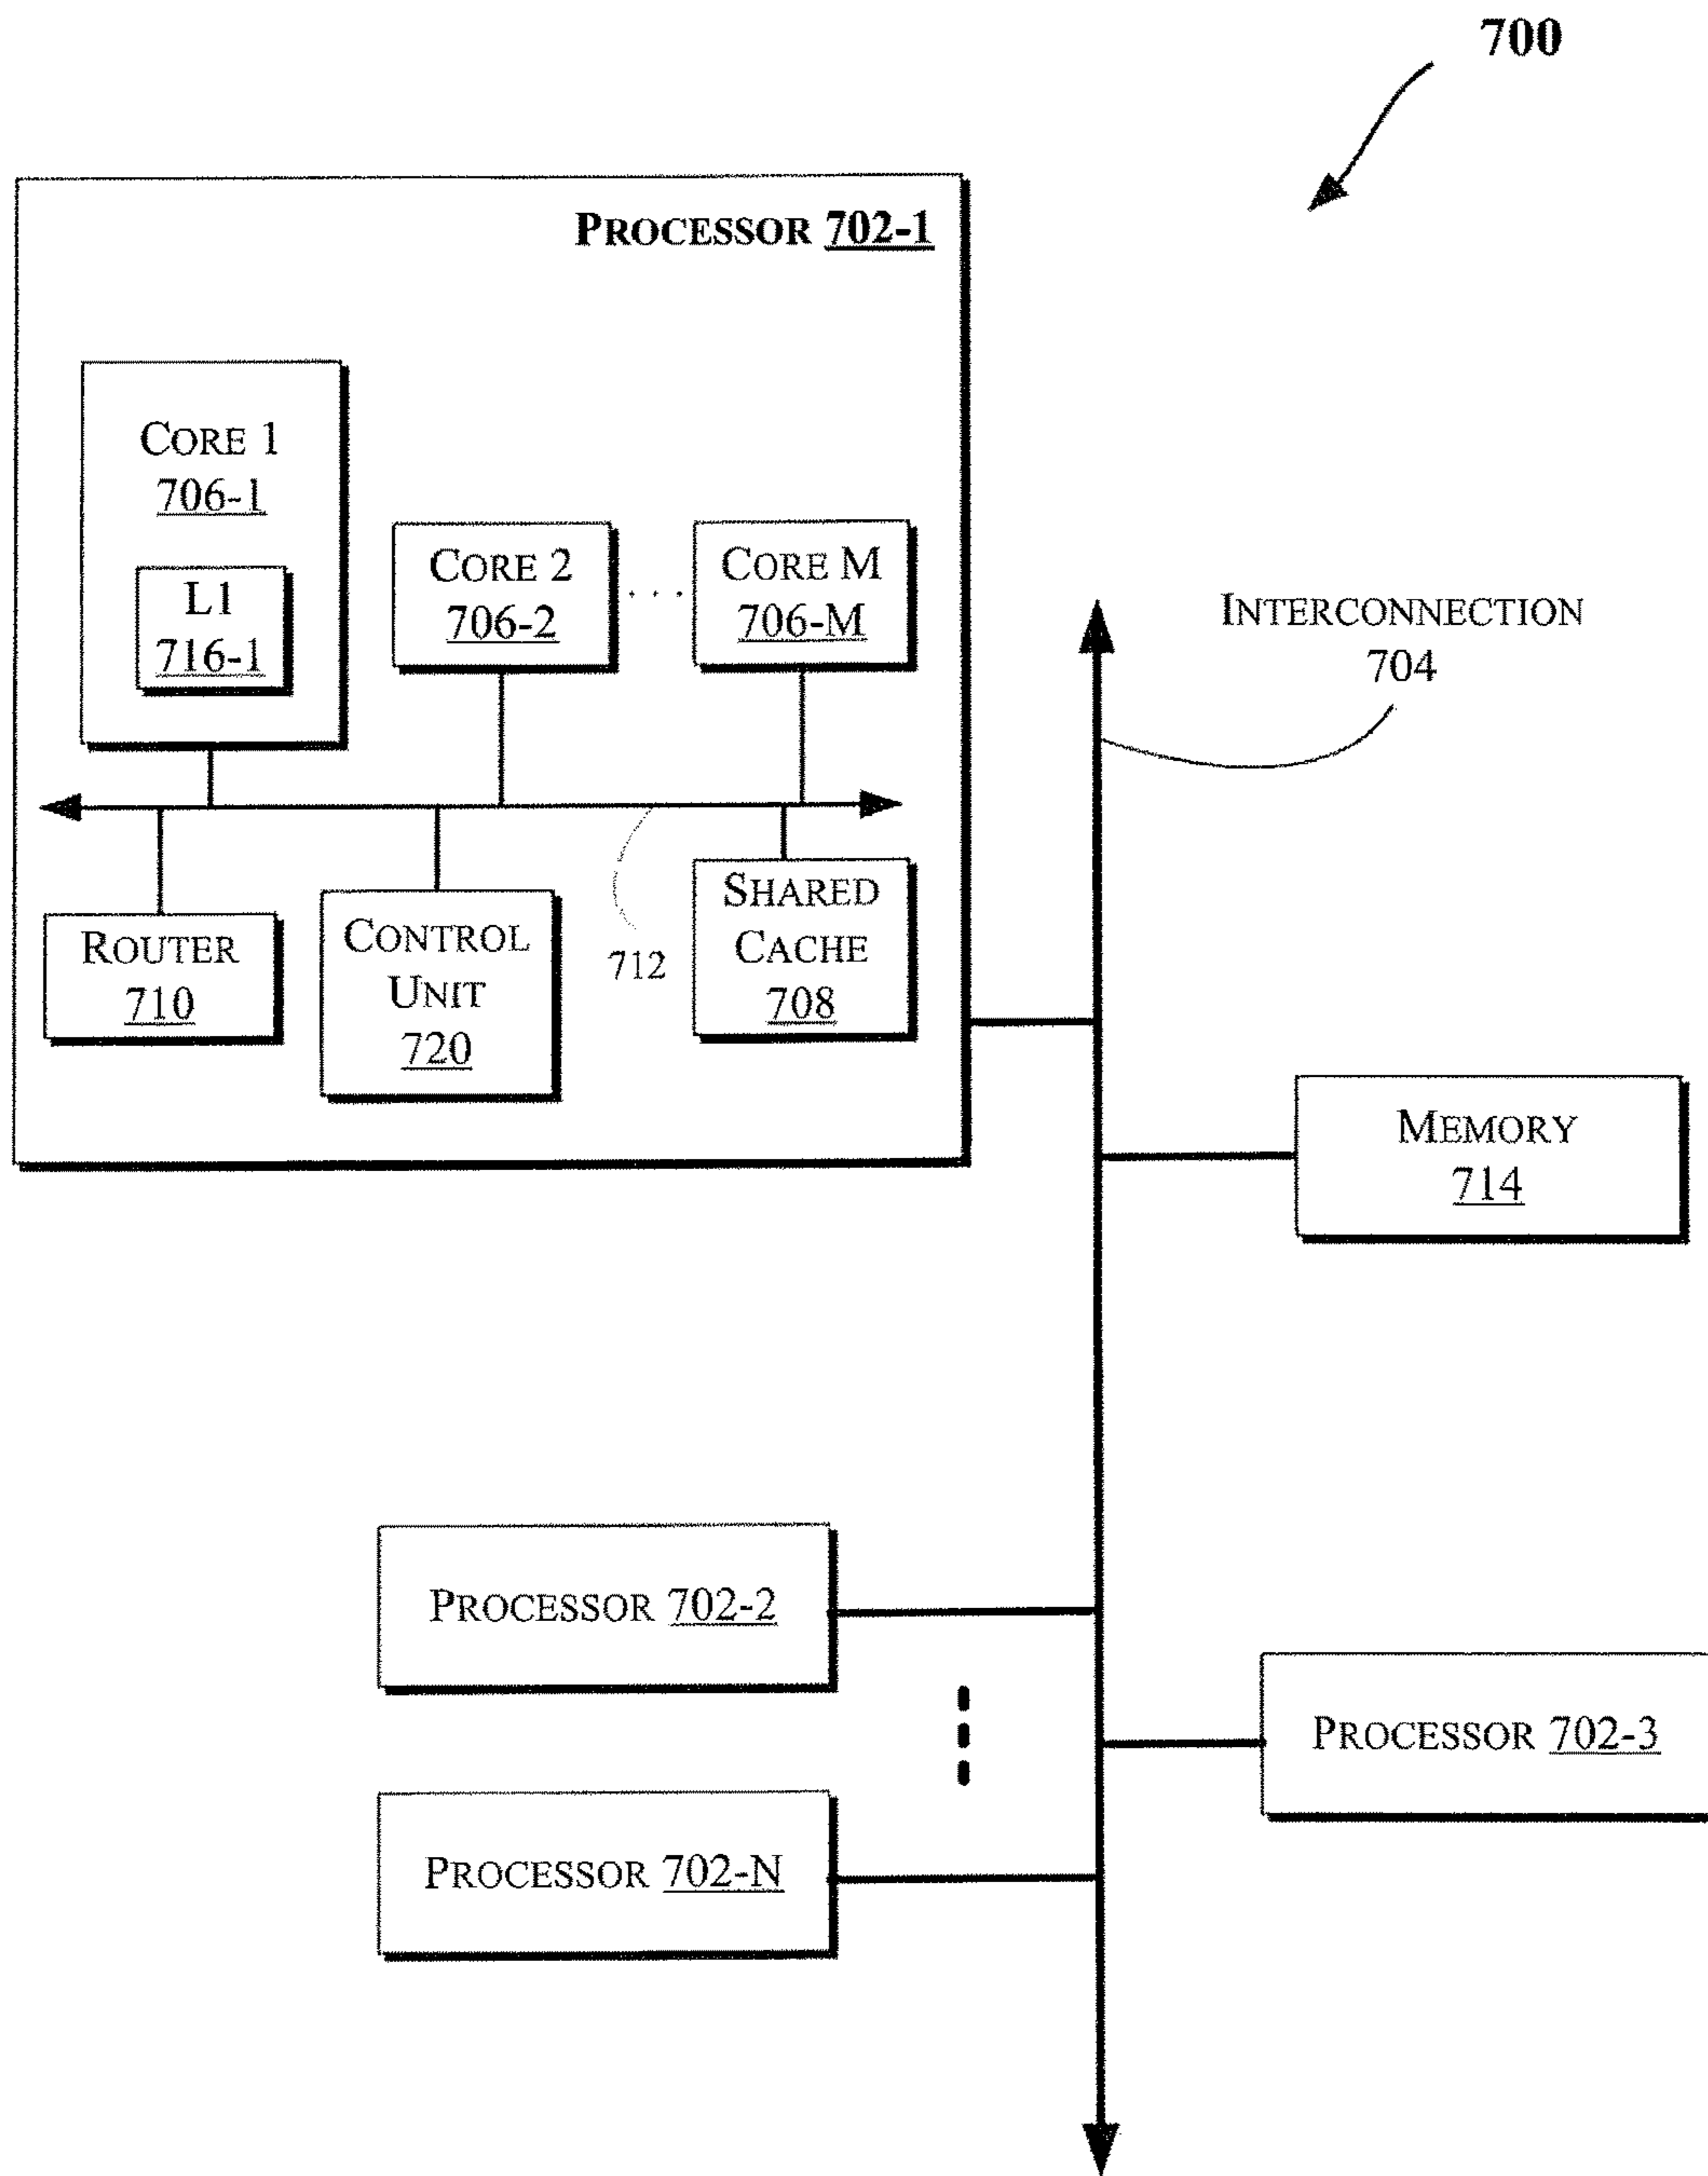 700
PROCESSOR 702-1
CORE 1
706-1
L1
716-1
CORE 2
706-2
. . .
CORE M
706-M
ROUTER
710
CONTROL
UNIT
720
712
SHARED
CACHE
708
INTERCONNECTION
704
MEMORY
714
PROCESSOR 702-2
PROCESSOR 702-3
PROCESSOR 702-N